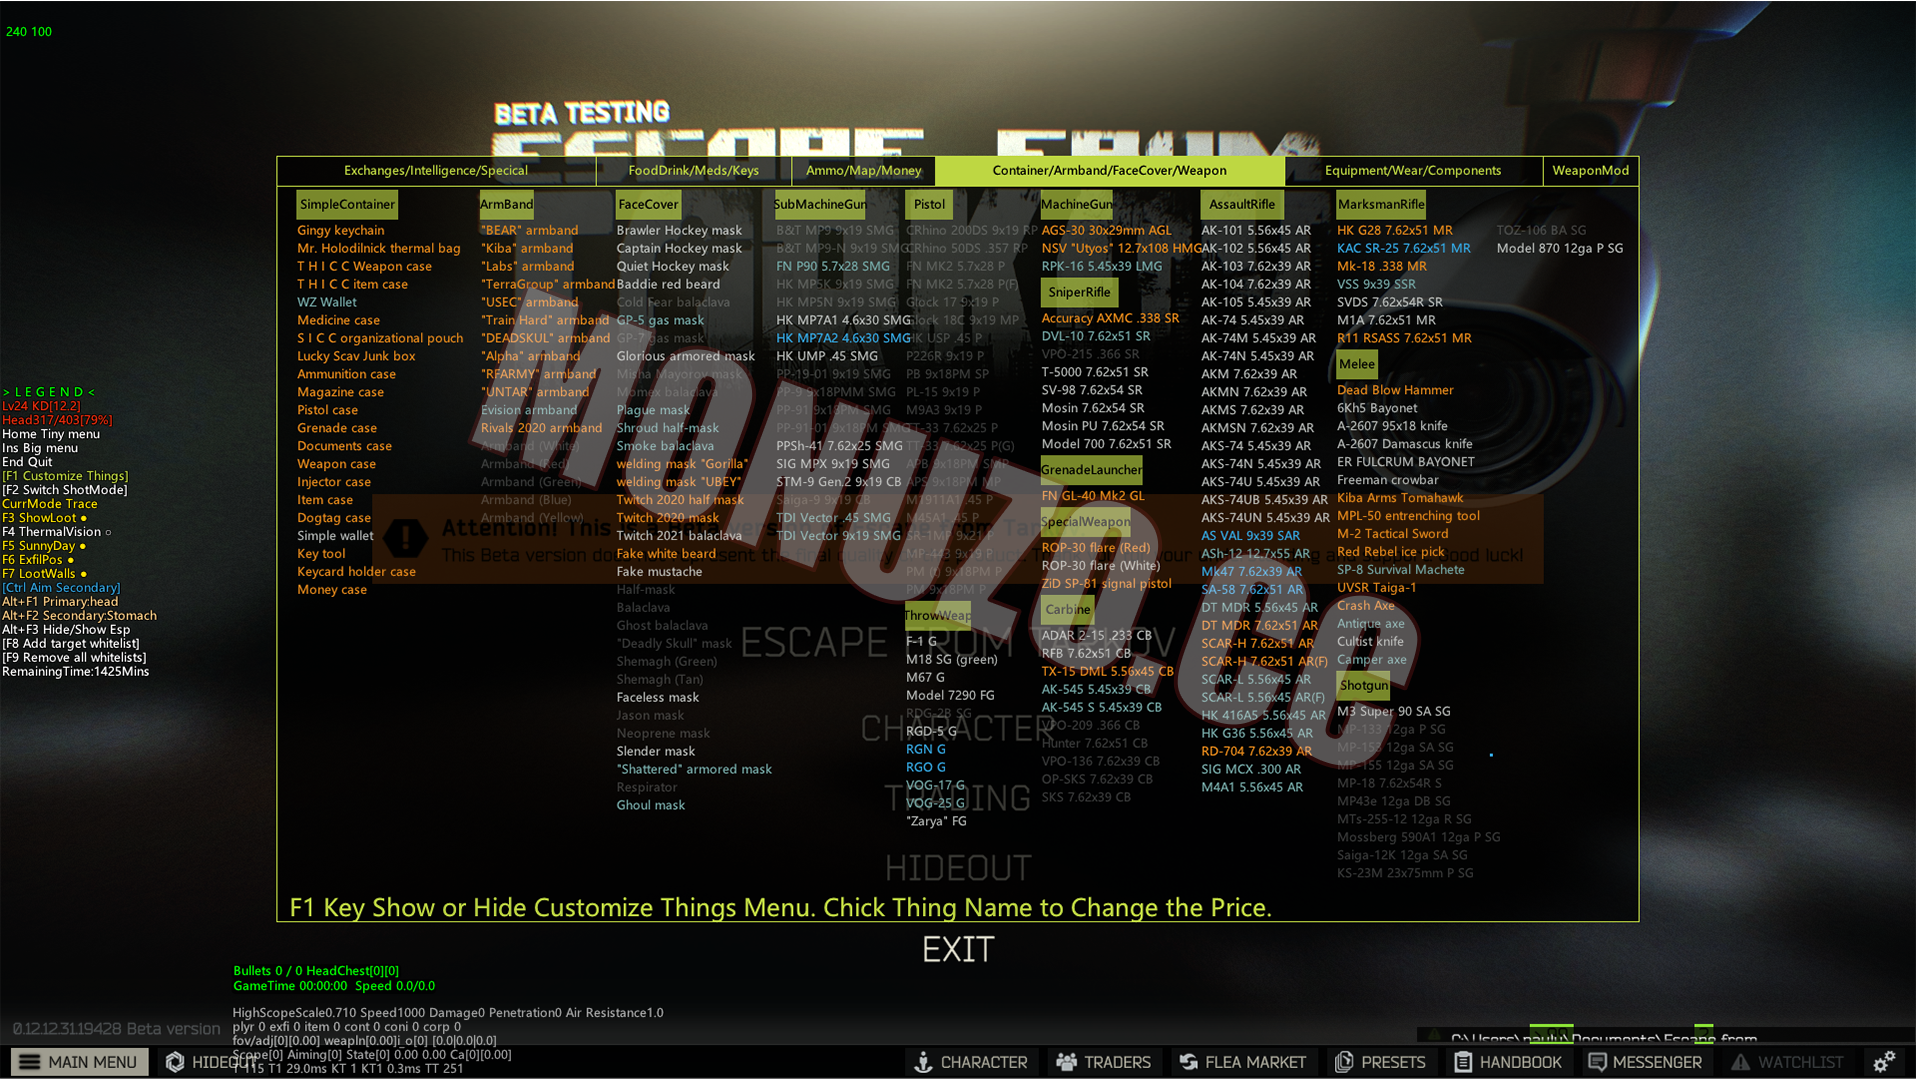 240 100
BETA TESTING
ESCAPE FROM
Exchanges/Intelligence/Specical
FoodDrink/Meds/Keys
Ammo/Map/Money
Container/Armband/FaceCover/Weapon
Equipment/Wear/Components
WeaponMod
SimpleContainer
Gingy keychain
Mr. Holodilnick thermal bag
T H I C C Weapon case
T H I C C item case
WZ Wallet
Medicine case
S I C C organizational pouch
Lucky Scav Junk box
Ammunition case
Magazine case
Pistol case
Grenade case
Documents case
Weapon case
Injector case
Item case
Dogtag case
Simple wallet
Key tool
Keycard holder case
Money case
ArmBand
"BEAR" armband
"Kiba" armband
"Labs" armband
"TerraGroup" armband
"USEC" armband
"Train Hard" armband
"DEADSKUL" armband
"Alpha" armband
"RFARMY" armband
"UNTAR" armband
Evision armband
Rivals 2020 armband
Armband (White)
Armband (Red)
Armband (Green)
Armband (Blue)
Armband (Yellow)
FaceCover
Brawler Hockey mask
Captain Hockey mask
Quiet Hockey mask
Baddie red beard
Cold Fear balaclava
GP-5 gas mask
GP-7 gas mask
Glorious armored mask
Misha Mayorov mask
Momex balaclava
Plague mask
Shroud half-mask
Smoke balaclava
welding mask "Gorilla"
welding mask "UBEY"
Twitch 2020 half mask
Twitch 2020 mask
Twitch 2021 balaclava
Fake white beard
Fake mustache
Half-mask
Balaclava
Ghost balaclava
"Deadly Skull" mask
Shemagh (Green)
Shemagh (Tan)
Faceless mask
Jason mask
Neoprene mask
Slender mask
"Shattered" armored mask
Respirator
Ghoul mask
SubMachineGun
B&T MP9 9x19 SMG
B&T MP9-N 9x19 SMG
FN P90 5.7x28 SMG
HK MP5K 9x19 SMG
HK MP5N 9x19 SMG
HK MP7A1 4.6x30 SMG
HK MP7A2 4.6x30 SMG
HK UMP .45 SMG
PP-19-01 9x19 SMG
PP-9 9x18PMM SMG
PP-91 9x18PM SMG
PP-91-01 9x18PM SMG
PPSh-41 7.62x25 SMG
SIG MPX 9x19 SMG
STM-9 Gen.2 9x19 CB
Saiga-9 9x19 CB
TDI Vector .45 SMG
TDI Vector 9x19 SMG
Pistol
CRhino 200DS 9x19 RP
CRhino 50DS .357 RP
FN MK2 5.7x28 P
FN MK2 5.7x28 P(F)
Glock 17 9x19 P
Glock 18C 9x19 MP
HK USP .45 P
P226R 9x19 P
PB 9x18PM SP
PL-15 9x19 P
M9A3 9x19 P
TT-33 7.62x25 P
TT-33 7.62x25 P(G)
APB 9x18PM SMP
APS 9x18PM MP
M1911A1 .45 P
M45A1 .45 P
SR-1MP 9x21 P
MP-443 9x19 P
PM (t) 9x18PM P
PM 9x18PM P
ThrowWeap
F-1 G
M18 SG (green)
M67 G
Model 7290 FG
RDG-2B SG
RGD-5 G
RGN G
RGO G
VOG-17 G
VOG-25 G
"Zarya" FG
MachineGun
AGS-30 30x29mm AGL
NSV "Utyos" 12.7x108 HMG
RPK-16 5.45x39 LMG
SniperRifle
Accuracy AXMC .338 SR
DVL-10 7.62x51 SR
VPO-215 .366 SR
T-5000 7.62x51 SR
SV-98 7.62x54 SR
Mosin 7.62x54 SR
Mosin PU 7.62x54 SR
Model 700 7.62x51 SR
GrenadeLauncher
FN GL-40 Mk2 GL
SpecialWeapon
ROP-30 flare (Red)
ROP-30 flare (White)
ZiD SP-81 signal pistol
Carbine
ADAR 2-15 .233 CB
RFB 7.62x51 CB
TX-15 DML 5.56x45 CB
AK-545 5.45x39 CB
AK-545 S 5.45x39 CB
VPO-209 .366 CB
Hunter 7.62x51 CB
VPO-136 7.62x39 CB
OP-SKS 7.62x39 CB
SKS 7.62x39 CB
AssaultRifle
AK-101 5.56x45 AR
AK-102 5.56x45 AR
AK-103 7.62x39 AR
AK-104 7.62x39 AR
AK-105 5.45x39 AR
AK-74 5.45x39 AR
AK-74M 5.45x39 AR
AK-74N 5.45x39 AR
AKM 7.62x39 AR
AKMN 7.62x39 AR
AKMS 7.62x39 AR
AKMSN 7.62x39 AR
AKS-74 5.45x39 AR
AKS-74N 5.45x39 AR
AKS-74U 5.45x39 AR
AKS-74UB 5.45x39 AR
AKS-74UN 5.45x39 AR
AS VAL 9x39 SAR
ASh-12 12.7x55 AR
Mk47 7.62x39 AR
SA-58 7.62x51 AR
DT MDR 5.56x45 AR
DT MDR 7.62x51 AR
SCAR-H 7.62x51 AR
SCAR-H 7.62x51 AR(F)
SCAR-L 5.56x45 AR
SCAR-L 5.56x45 AR(F)
HK 416A5 5.56x45 AR
HK G36 5.56x45 AR
RD-704 7.62x39 AR
SIG MCX .300 AR
M4A1 5.56x45 AR
MarksmanRifle
HK G28 7.62x51 MR
KAC SR-25 7.62x51 MR
Mk-18 .338 MR
VSS 9x39 SSR
SVDS 7.62x54R SR
M1A 7.62x51 MR
R11 RSASS 7.62x51 MR
Melee
Dead Blow Hammer
6Kh5 Bayonet
A-2607 95x18 knife
A-2607 Damascus knife
ER FULCRUM BAYONET
Freeman crowbar
Kiba Arms Tomahawk
MPL-50 entrenching tool
M-2 Tactical Sword
Red Rebel ice pick
SP-8 Survival Machete
UVSR Taiga-1
Crash Axe
Antique axe
Cultist knife
Camper axe
Shotgun
M3 Super 90 SA SG
MP-133 12ga P SG
MP-153 12ga SA SG
MP-155 12ga SA SG
MP-18 7.62x54R S
MP43e 12ga DB SG
MTs-255-12 12ga R SG
Mossberg 590A1 12ga P SG
Saiga-12K 12ga SA SG
KS-23M 23x75mm P SG
TOZ-106 BA SG
Model 870 12ga P SG
Attention! This is a Beta version of Escape from Tarkov
MOHUZO.CC
ESCAPE FROM TARKOV
CHARACTER
TRADING
HIDEOUT
F1 Key Show or Hide Customize Things Menu. Chick Thing Name to Change the Price.
EXIT
> L E G E N D <
Lv24 KD[12.2]
Head317/403[79%]
Home Tiny menu
Ins Big menu
End Quit
[F1 Customize Things]
[F2 Switch ShotMode]
CurrMode Trace
F3 ShowLoot ●
F4 ThermalVision ○
F5 SunnyDay ●
F6 ExfilPos ●
F7 LootWalls ●
[Ctrl Aim Secondary]
Alt+F1 Primary:head
Alt+F2 Secondary:Stomach
Alt+F3 Hide/Show Esp
[F8 Add target whitelist]
[F9 Remove all whitelists]
RemainingTime:1425Mins
Bullets 0 / 0 HeadChest[0][0]
GameTime 00:00:00 Speed 0.0/0.0
HighScopeScale0.710 Speed1000 Damage0 Penetration0 Air Resistance1.0
plyr 0 exfi 0 item 0 cont 0 coni 0 corp 0
fov/adj[0][0.00] weapln[0.00]i_o[0] [0.0|0.0|0.0]
Scope[0] Aiming[0] State[0] 0.00 0.00 Ca[0][0.00]
T 115 T1 29.0ms KT 1 KT1 0.3ms TT 251
0.12.12.31.19428 Beta version
C:\Users\pauly\Documents\Escape from
MAIN MENU
HIDEOUT
CHARACTER
TRADERS
FLEA MARKET
PRESETS
HANDBOOK
MESSENGER
WATCHLIST